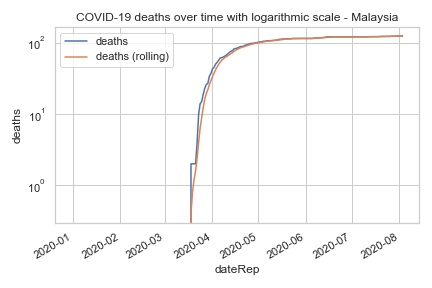 COVID-19 deaths over time with logarithmic scale - Malaysia
deaths
deaths (rolling)
10²
10¹
10⁰
deaths
2020-01
2020-02
2020-03
2020-04
2020-05
2020-06
2020-07
2020-08
dateRep